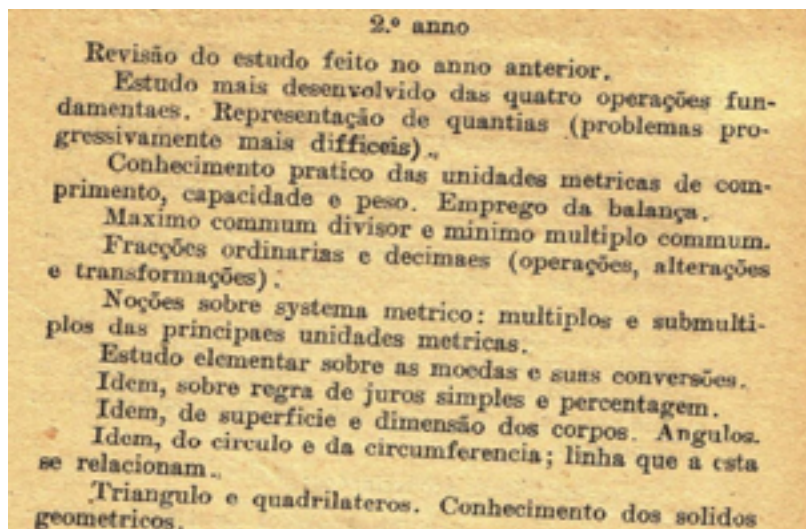 2.º anno
Revisão do estudo feito no anno anterior.
Estudo mais desenvolvido das quatro operações fun-
damentaes. Representação de quantias (problemas pro-
gressivamente mais difficeis).
Conhecimento pratico das unidades metricas de com-
primento, capacidade e peso. Emprego da balança.
Maximo commum divisor e minimo multiplo commum.
Fracções ordinarias e decimaes (operações, alterações
e transformações).
Noções sobre systema metrico: multiplos e submulti-
plos das principaes unidades metricas.
Estudo elementar sobre as moedas e suas conversões.
Idem, sobre regra de juros simples e percentagem.
Idem, de superficie e dimensão dos corpos. Angulos.
Idem, do circulo e da circumferencia; linha que a esta
se relacionam.
Triangulo e quadrilateros. Conhecimento dos solidos
geometricos.